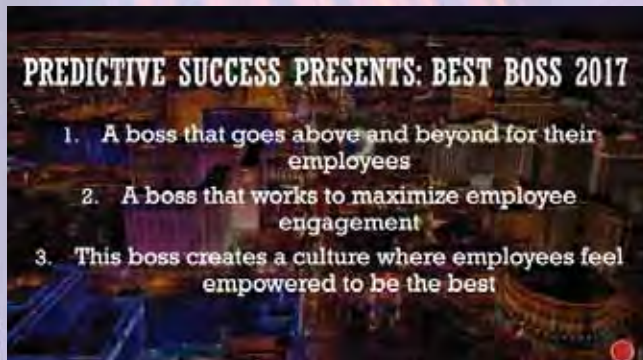 PREDICTIVE SUCCESS PRESENTS: BEST BOSS 2017
1. A boss that goes above and beyond for their
employees
2. A boss that works to maximize employee
engagement
3. This boss creates a culture where employees feel
empowered to be the best